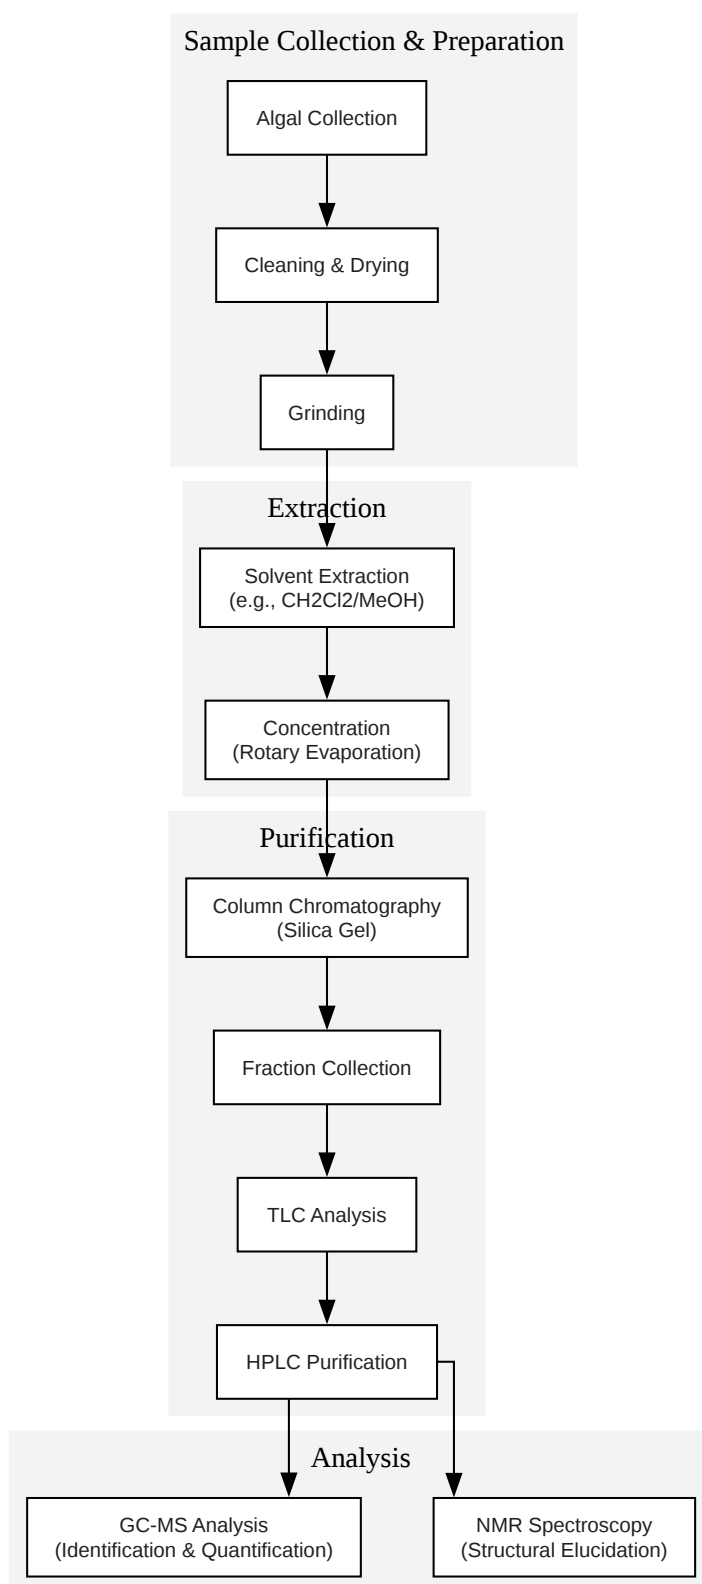 Sample Collection & Preparation
Algal Collection
Cleaning & Drying
Grinding
Extraction
Solvent Extraction
(e.g., CH2Cl2/MeOH)
Concentration
(Rotary Evaporation)
Purification
Column Chromatography
(Silica Gel)
Fraction Collection
TLC Analysis
HPLC Purification
Analysis
GC-MS Analysis
(Identification & Quantification)
NMR Spectroscopy
(Structural Elucidation)